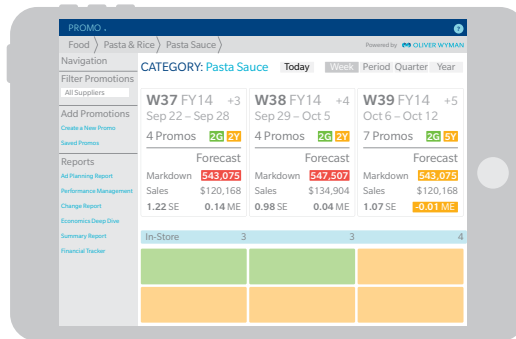 PROMO
?
Food Pasta & Rice Pasta Sauce
Powered by OLIVER WYMAN
Navigation
Filter Promotions
All Suppliers
Add Promotions
Create a New Promo
Saved Promos
Reports
Ad Planning Report
Performance Management
Change Report
Economics Deep Dive
Summary Report
Financial Tracker
CATEGORY: Pasta Sauce Today Week Period Quarter Year
W37 FY14 +3
Sep 22 – Sep 28
4 Promos 2G 2Y
Forecast
Markdown 543,075
Sales $120,168
1.22 SE 0.14 ME
W38 FY14 +4
Sep 29 – Oct 5
4 Promos 2G 2Y
Forecast
Markdown 547,507
Sales $134,904
0.98 SE 0.04 ME
W39 FY14 +5
Oct 6 – Oct 12
7 Promos 2G 5Y
Forecast
Markdown 543,075
Sales $120,168
1.07 SE -0.01 ME
In-Store 3 3 4